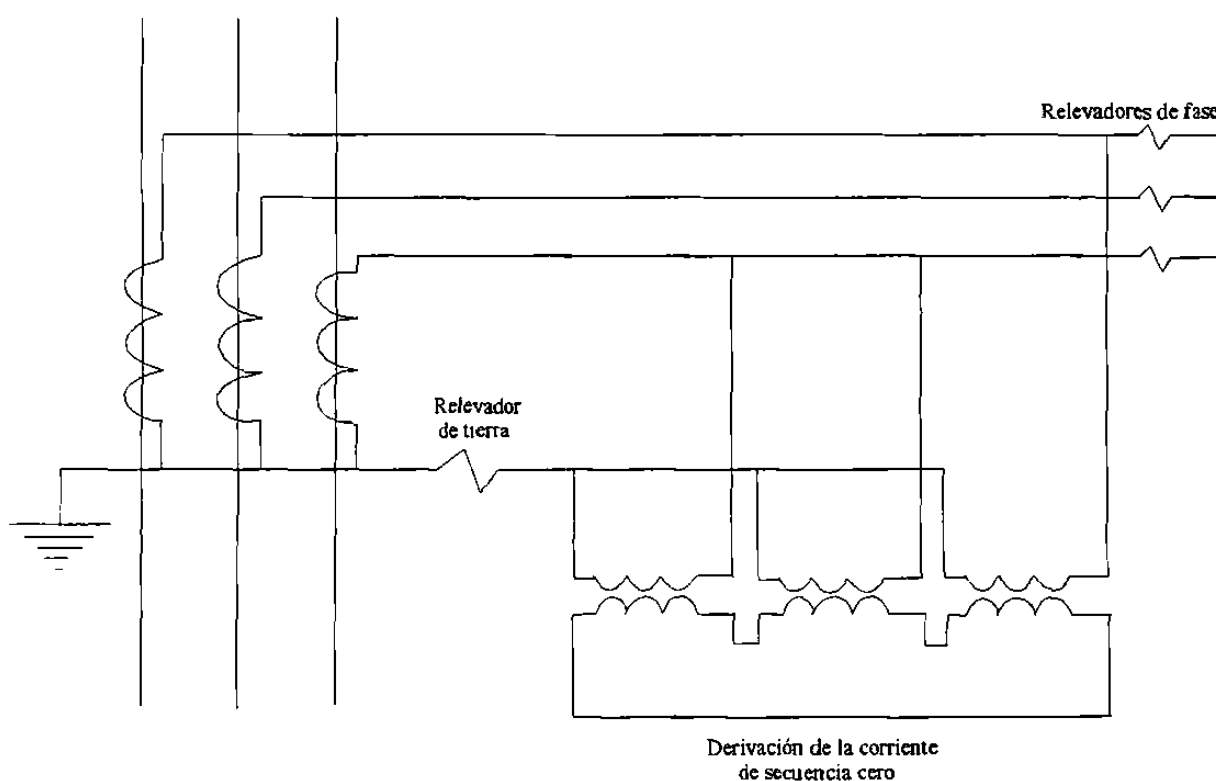 Relevadores de fase
Relevador
de tierra
Derivación de la corriente
de secuencia cero